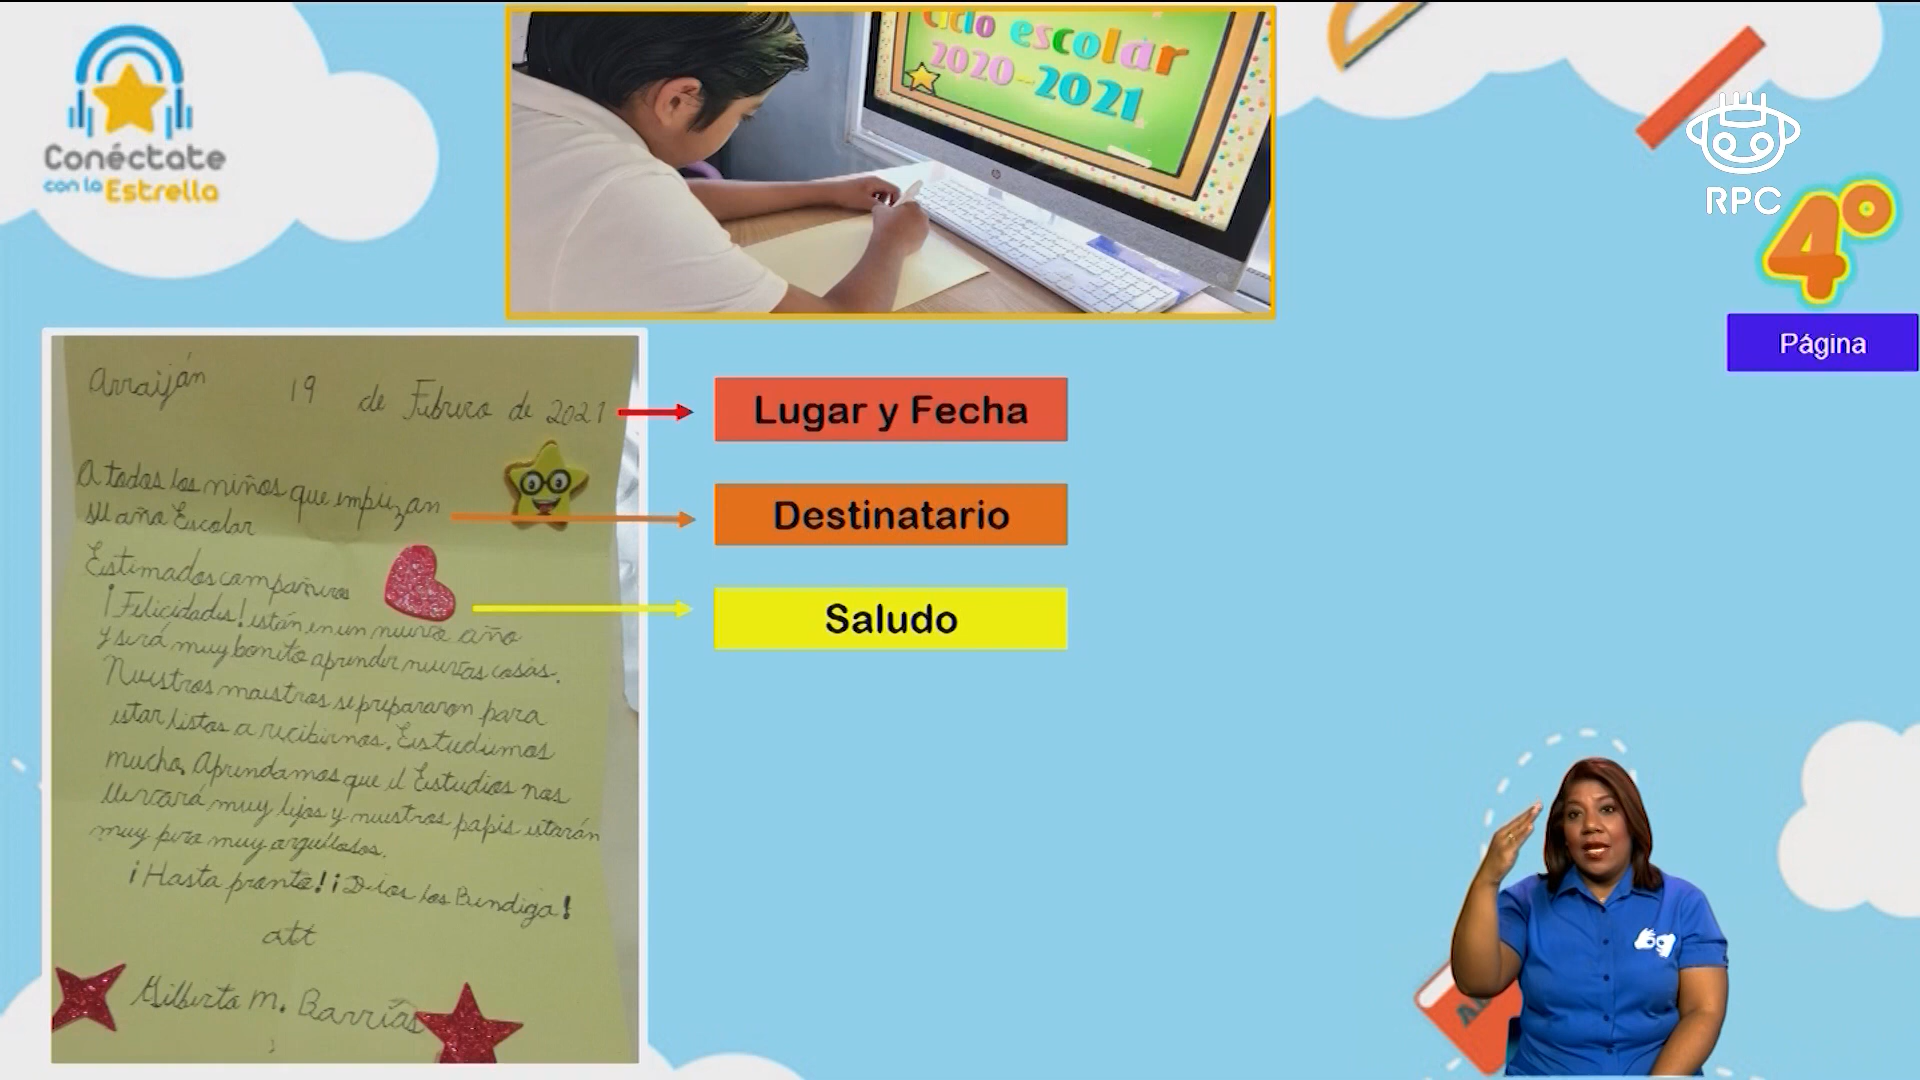 Conéctate
con la Estrella
Ciclo escolar
2020-2021
RPC
4º
Página
Arraiján 19 de Febrero de 2021
A todos los niños que empiezan
su año Escolar
Estimados compañeros
¡Felicidades! están en un nuevo año
y será muy bonito aprender nuevas cosas.
Nuestros maestros se prepararon para
estar listos a recibirnos. Estudiemos
mucho. Aprendamos que el Estudios nos
llevará muy lejos y nuestros papis estarán
muy pero muy orgullosos.
¡Hasta pronto! ¡Dios los Bendiga!
att
Gilberto M. Barrías
Lugar y Fecha
Destinatario
Saludo